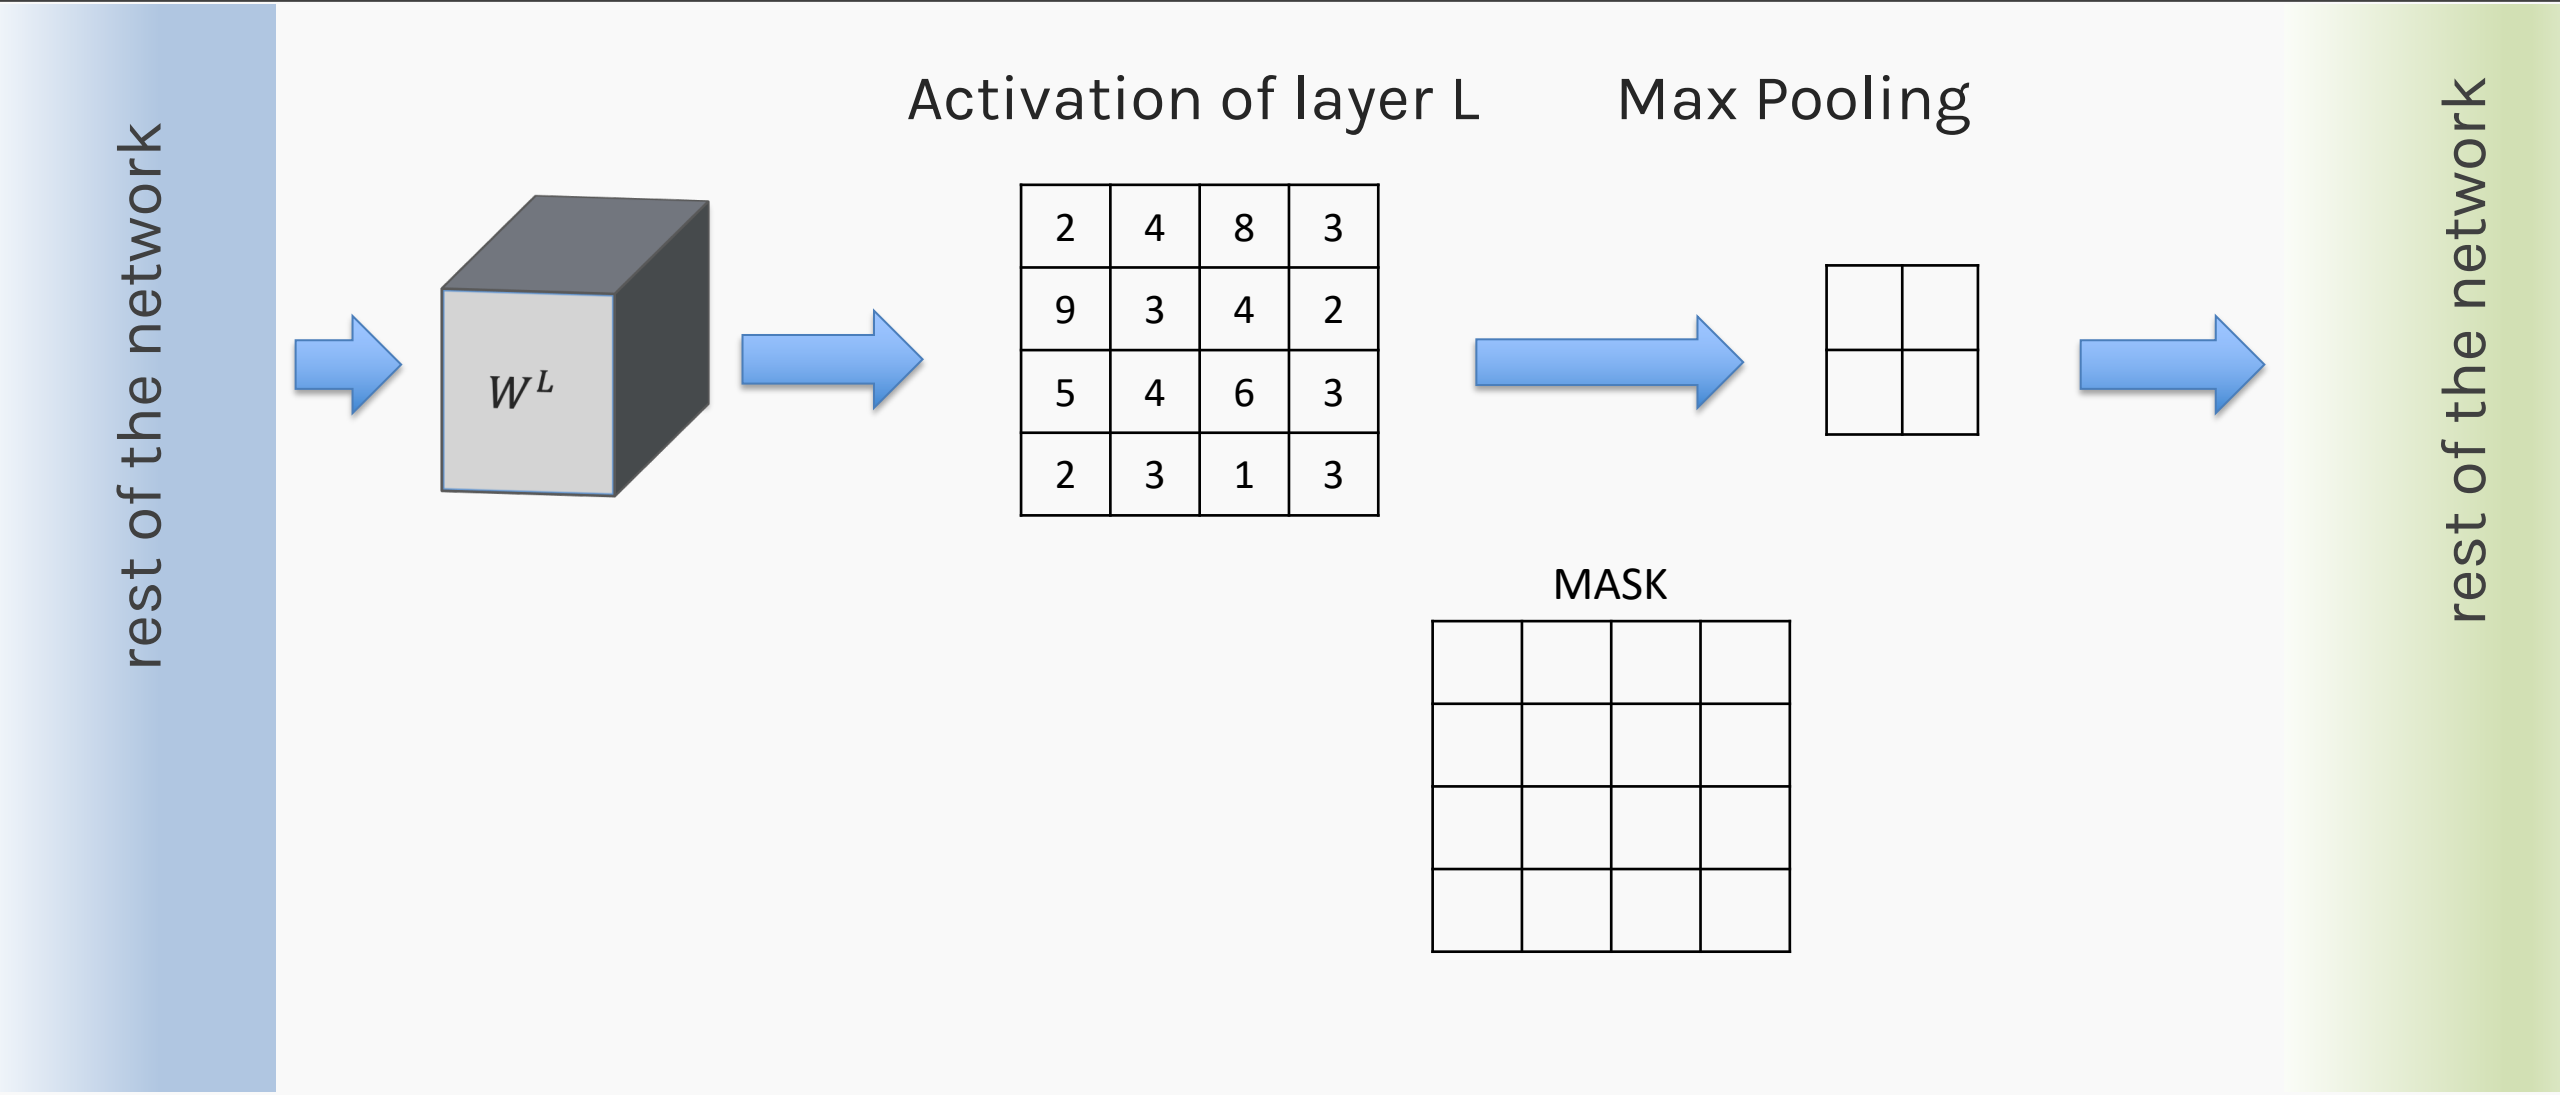 rest of the network
Activation of layer L
Max Pooling
W^L
2 4 8 3
9 3 4 2
5 4 6 3
2 3 1 3
MASK
rest of the network